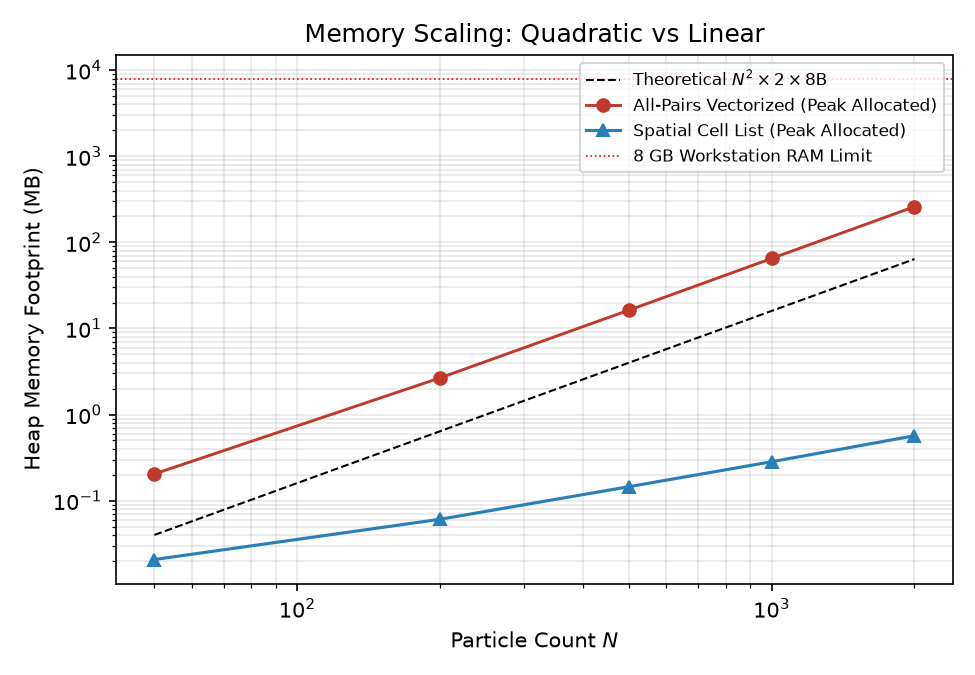 Memory Scaling: Quadratic vs Linear
Theoretical N² × 2 × 8B
All-Pairs Vectorized (Peak Allocated)
Spatial Cell List (Peak Allocated)
8 GB Workstation RAM Limit
Heap Memory Footprint (MB)
10⁴
10³
10²
10¹
10⁰
10⁻¹
10² 10³
Particle Count N